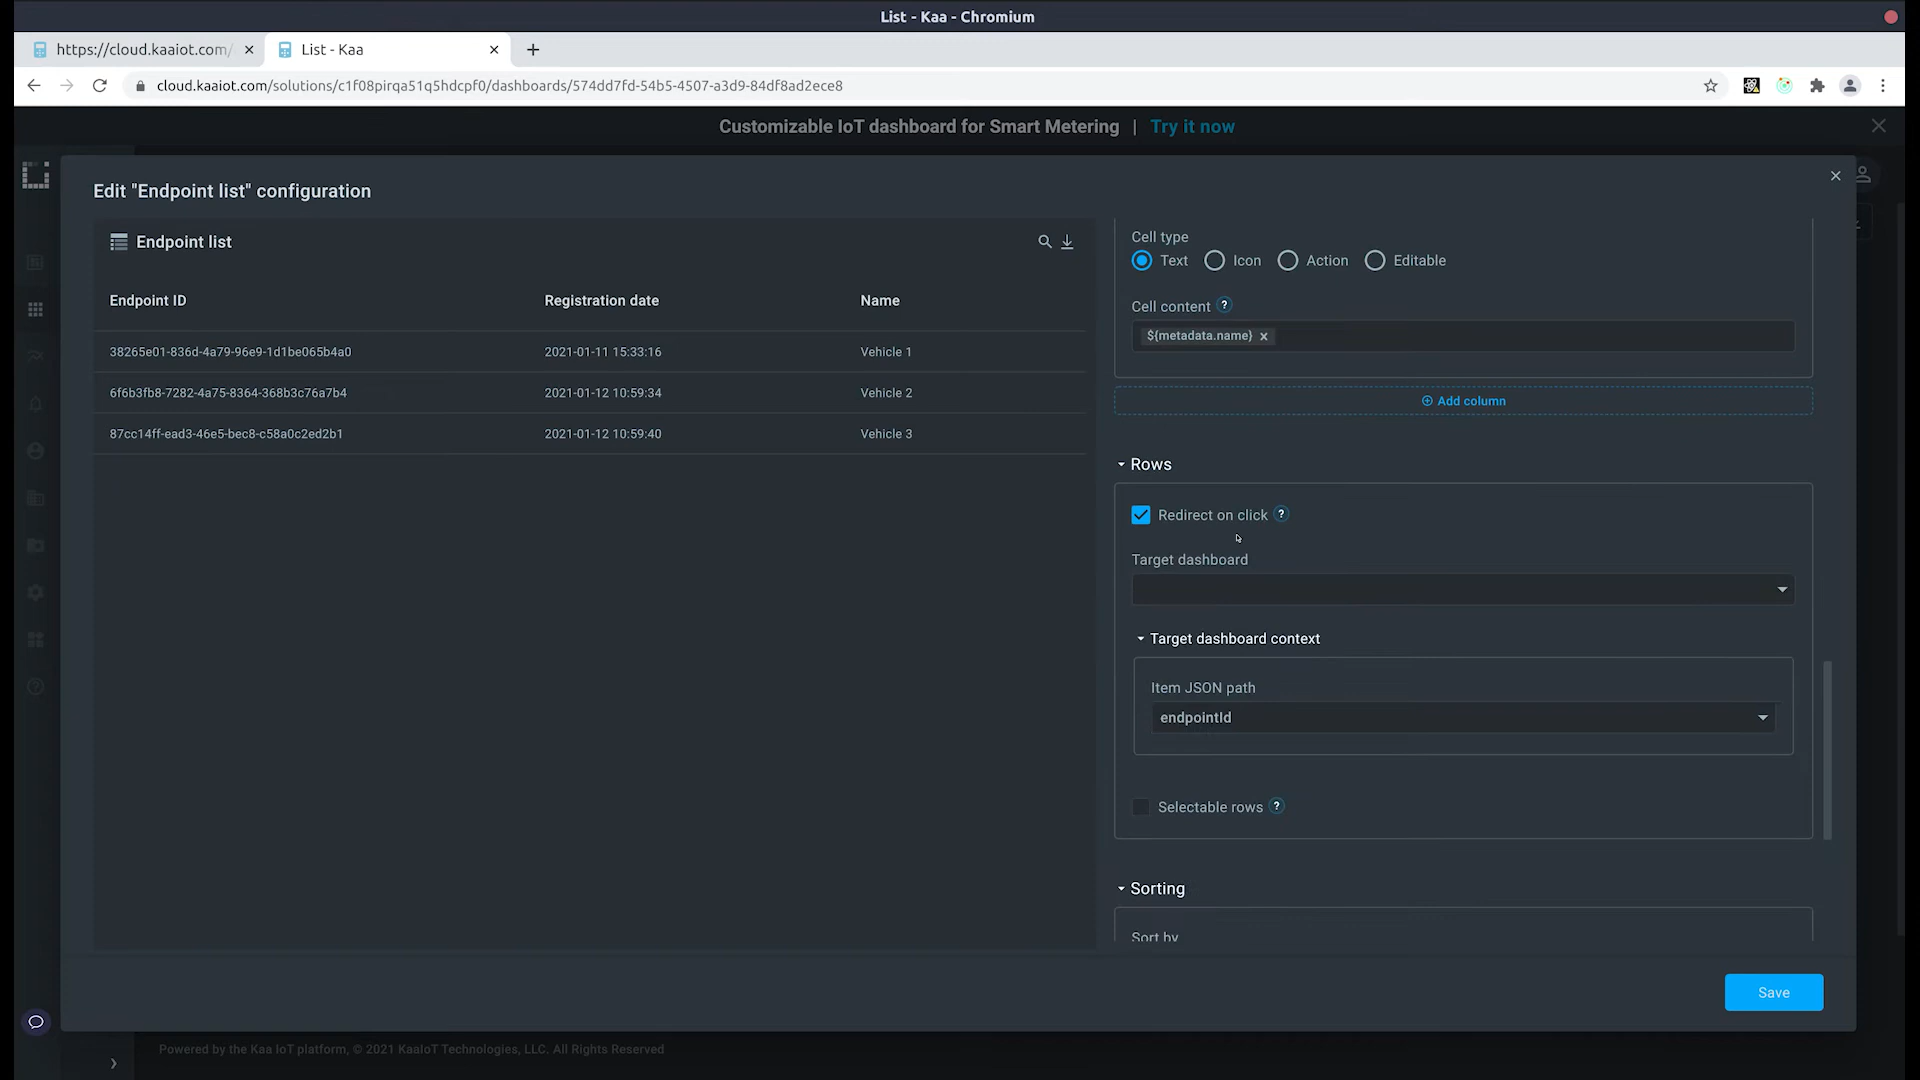 List - Kaa - Chromium
https://cloud.kaaiot.com/
List - Kaa
cloud.kaaiot.com/solutions/c1f08pirqa51q5hdcpf0/dashboards/574dd7fd-54b5-4507-a3d9-84df8ad2ece8
Customizable IoT dashboard for Smart Metering | Try it now
Edit "Endpoint list" configuration
Endpoint list
Endpoint ID Registration date Name
38265e01-836d-4a79-96e9-1d1be065b4a0 2021-01-11 15:33:16 Vehicle 1
6f6b3fb8-7282-4a75-8364-368b3c76a7b4 2021-01-12 10:59:34 Vehicle 2
87cc14ff-ead3-46e5-bec8-c58a0c2ed2b1 2021-01-12 10:59:40 Vehicle 3
Cell type
Text Icon Action Editable
Cell content ?
${metadata.name}
Add column
Rows
Redirect on click ?
Target dashboard
Target dashboard context
Item JSON path
endpointId
Selectable rows ?
Sorting
Sort by
Save
Powered by the Kaa IoT platform, © 2021 KaaIoT Technologies, LLC. All Rights Reserved